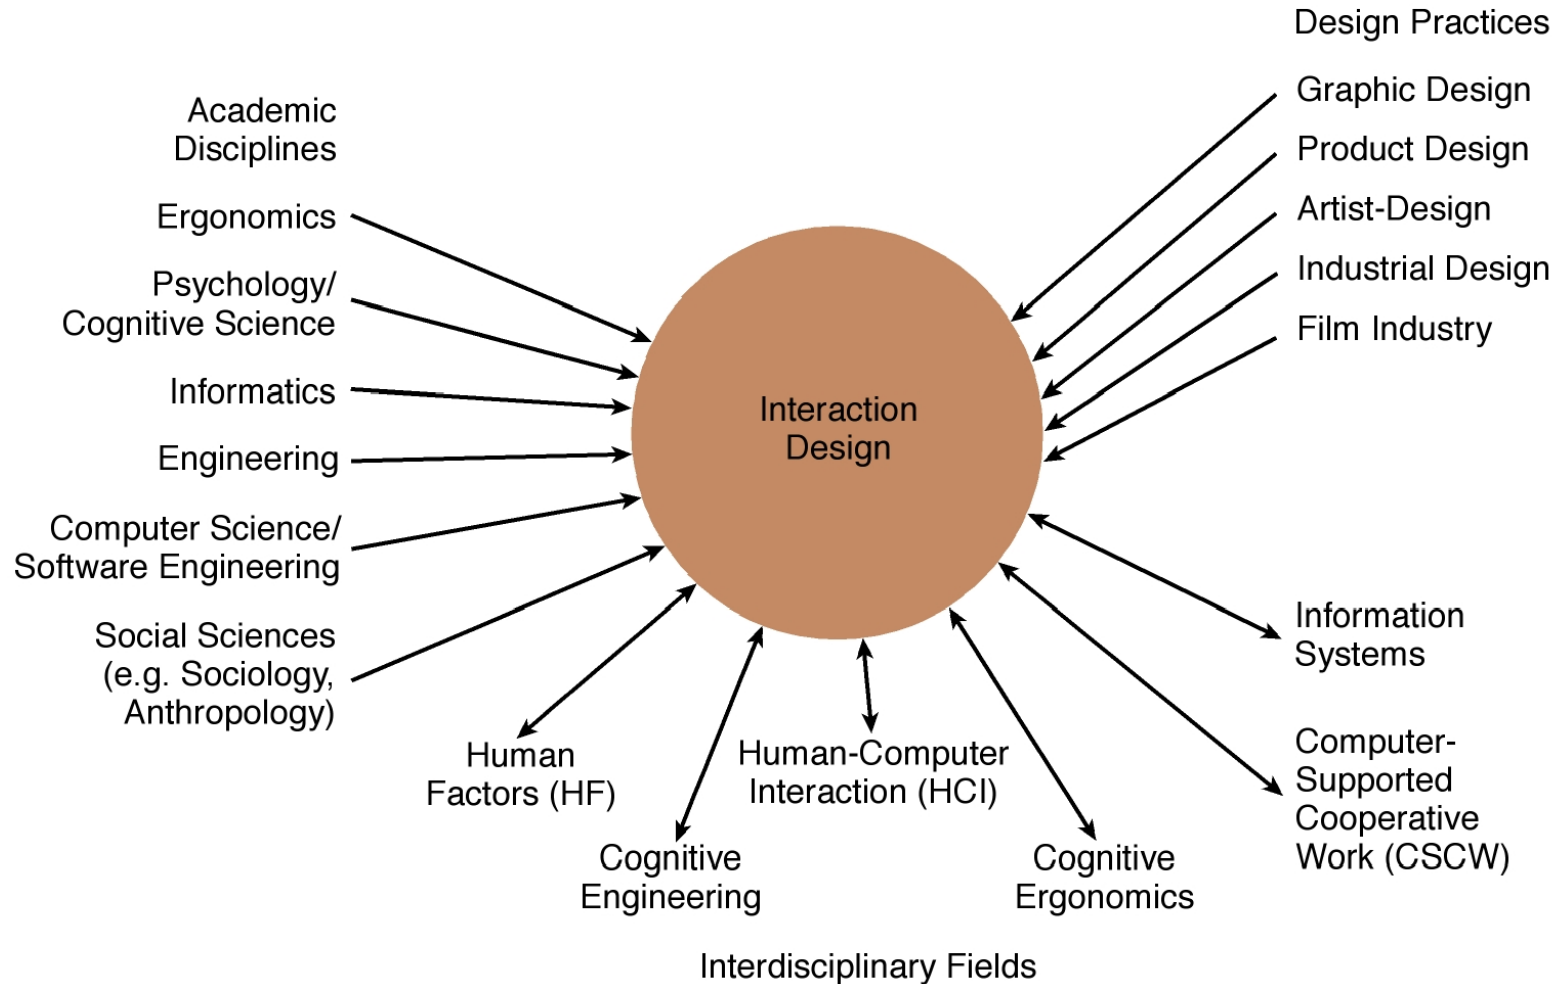 Design Practices
Graphic Design
Product Design
Artist-Design
Industrial Design
Film Industry
Academic
Disciplines
Ergonomics
Psychology/
Cognitive Science
Informatics
Engineering
Computer Science/
Software Engineering
Social Sciences
(e.g. Sociology,
Anthropology)
Interaction
Design
Information
Systems
Computer-
Supported
Cooperative
Work (CSCW)
Human
Factors (HF)
Human-Computer
Interaction (HCI)
Cognitive
Engineering
Cognitive
Ergonomics
Interdisciplinary Fields